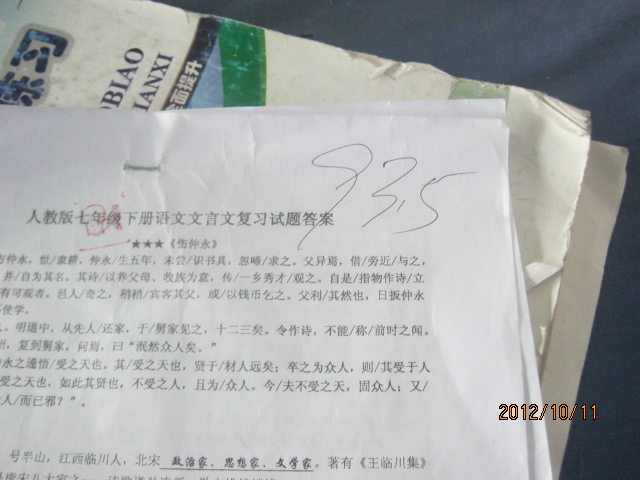 练习
OBIAO
IANXI
全面提升
93.5
人教版七年级下册语文文言文复习试题答案
★★★《伤仲永》
方仲永,世/隶耕,仲永/生五年,未尝/识书具,忽啼/求之。父异焉,借/旁近/与之,
并/自为其名。其诗/以养父母、收族为意,传/一乡秀才/观之。自是/指物作诗/立
有可观者。邑人/奇之,稍稍/宾客其父,或/以钱币乞之。父利/其然也,日扳仲永
使学。
明道中,从先人/还家,于/舅家见之,十二三矣。令作诗,不能/称/前时之闻。
州,复到舅家,问焉,曰“泯然众人矣。”
永之通悟/受之天也。其/受之天也,贤于/材人远矣;卒之为众人,则/其受于人
受之天也,如此其贤也,不受之人,且为/众人。今/夫不受之天,固众人;又/
人/而已邪?”。
号半山,江西临川人,北宋 政治家、思想家、文学家。著有《王临川集》
2012/10/11